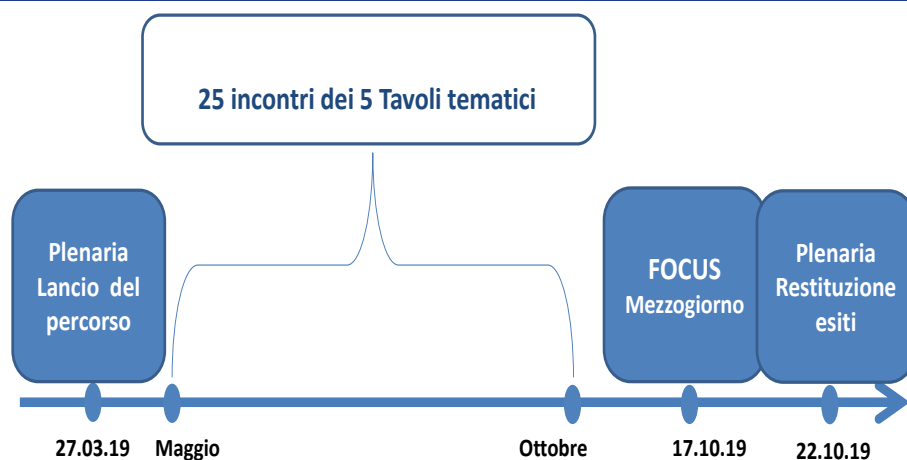 25 incontri dei 5 Tavoli tematici
Plenaria
Lancio del
percorso
FOCUS
Mezzogiorno
Plenaria
Restituzione
esiti
27.03.19
Maggio
Ottobre
17.10.19
22.10.19